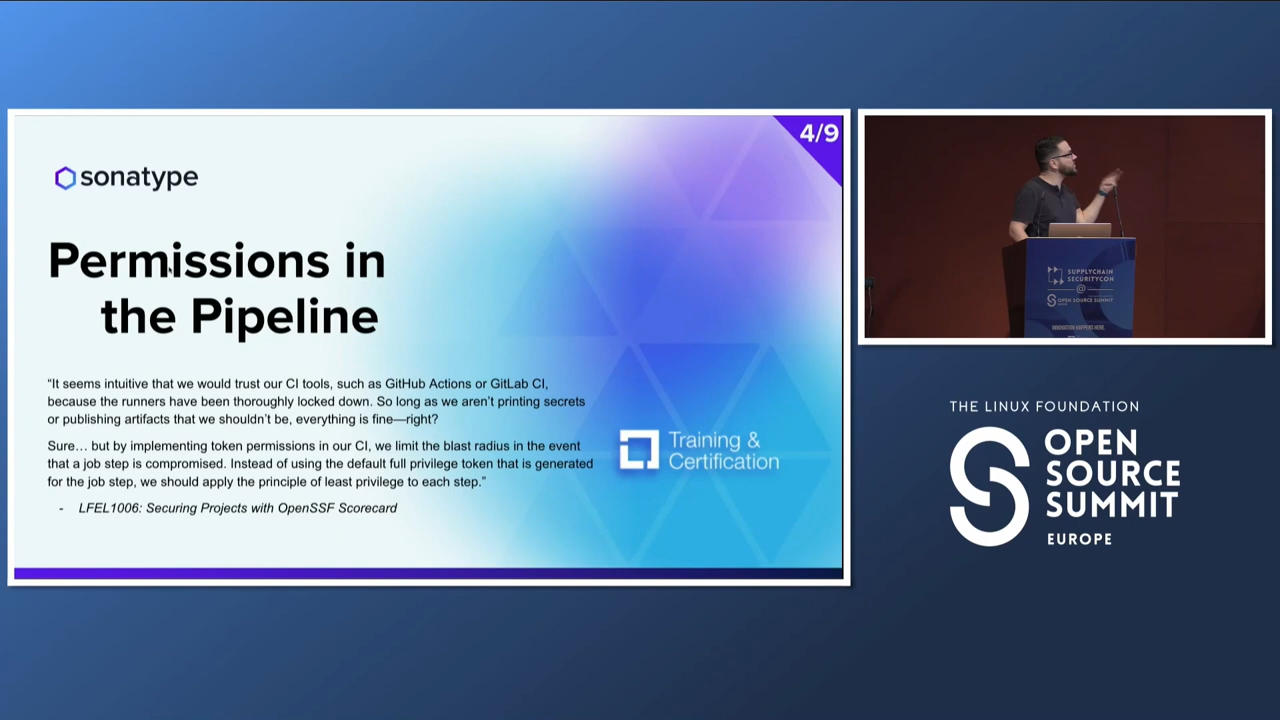 4/9
sonatype
Permissions in
the Pipeline
“It seems intuitive that we would trust our CI tools, such as GitHub Actions or GitLab CI,
because the runners have been thoroughly locked down. So long as we aren’t printing secrets
or publishing artifacts that we shouldn’t be, everything is fine—right?
Sure… but by implementing token permissions in our CI, we limit the blast radius in the event
that a job step is compromised. Instead of using the default full privilege token that is generated
for the job step, we should apply the principle of least privilege to each step.”
- LFEL1006: Securing Projects with OpenSSF Scorecard
Training &
Certification
SUPPLYCHAIN
SECURITYCON
@
OPEN SOURCE SUMMIT
INNOVATION HAPPENS HERE.
THE LINUX FOUNDATION
OPEN
SOURCE
SUMMIT
EUROPE